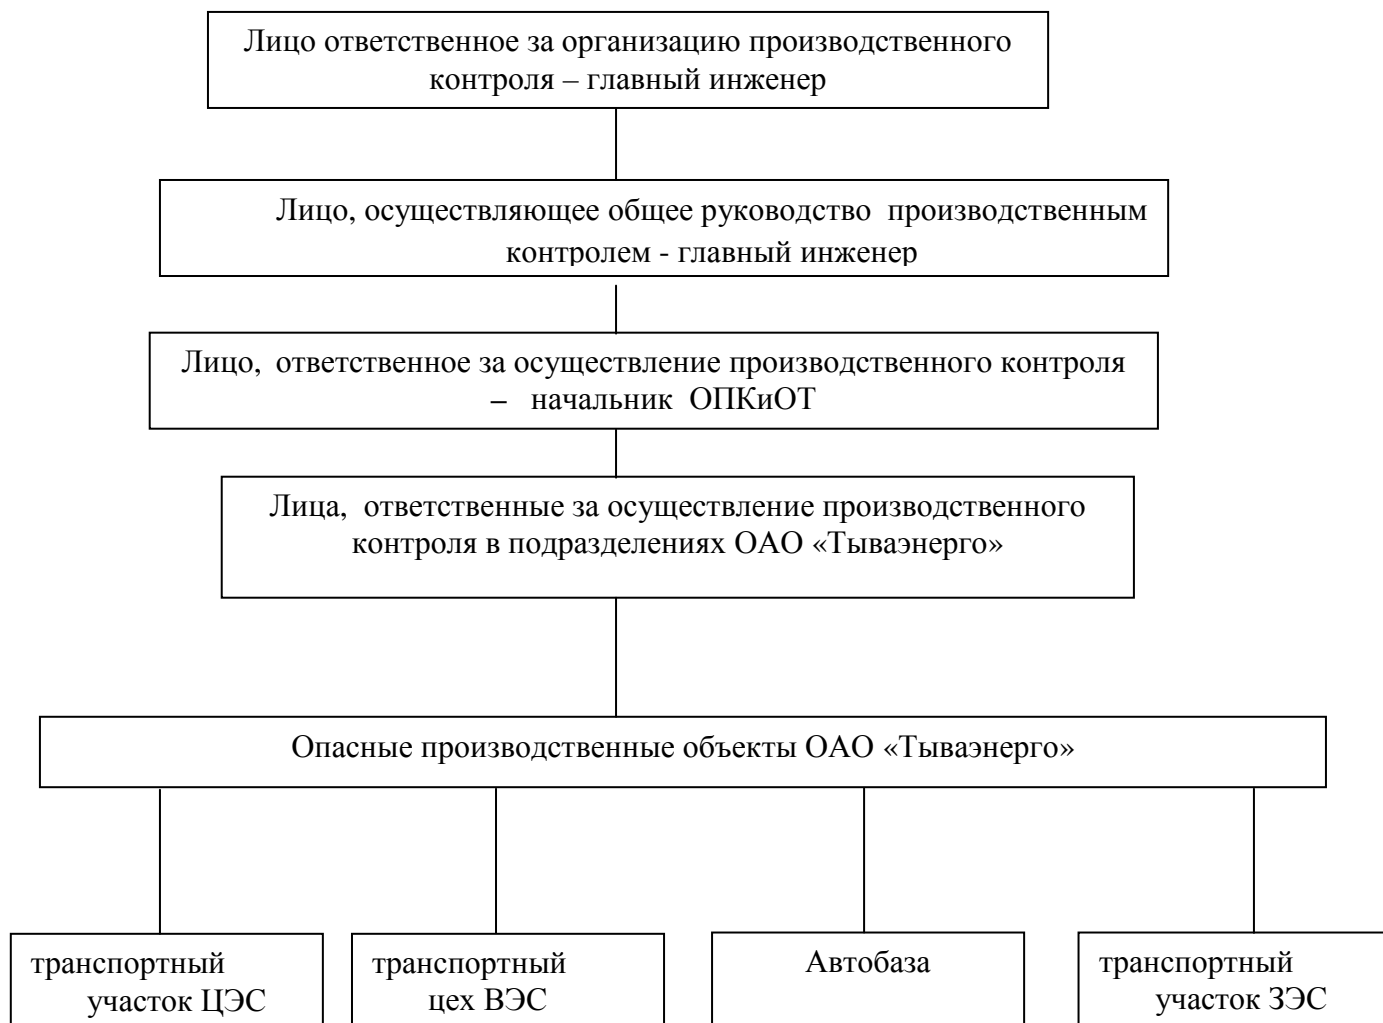 Лицо ответственное за организацию производственного
контроля – главный инженер
Лицо, осуществляющее общее руководство производственным
контролем - главный инженер
Лицо, ответственное за осуществление производственного контроля
– начальник ОПКиОТ
Лица, ответственные за осуществление производственного
контроля в подразделениях ОАО «Тываэнерго»
Опасные производственные объекты ОАО «Тываэнерго»
транспортный
участок ЦЭС
транспортный
цех ВЭС
Автобаза
транспортный
участок ЗЭС